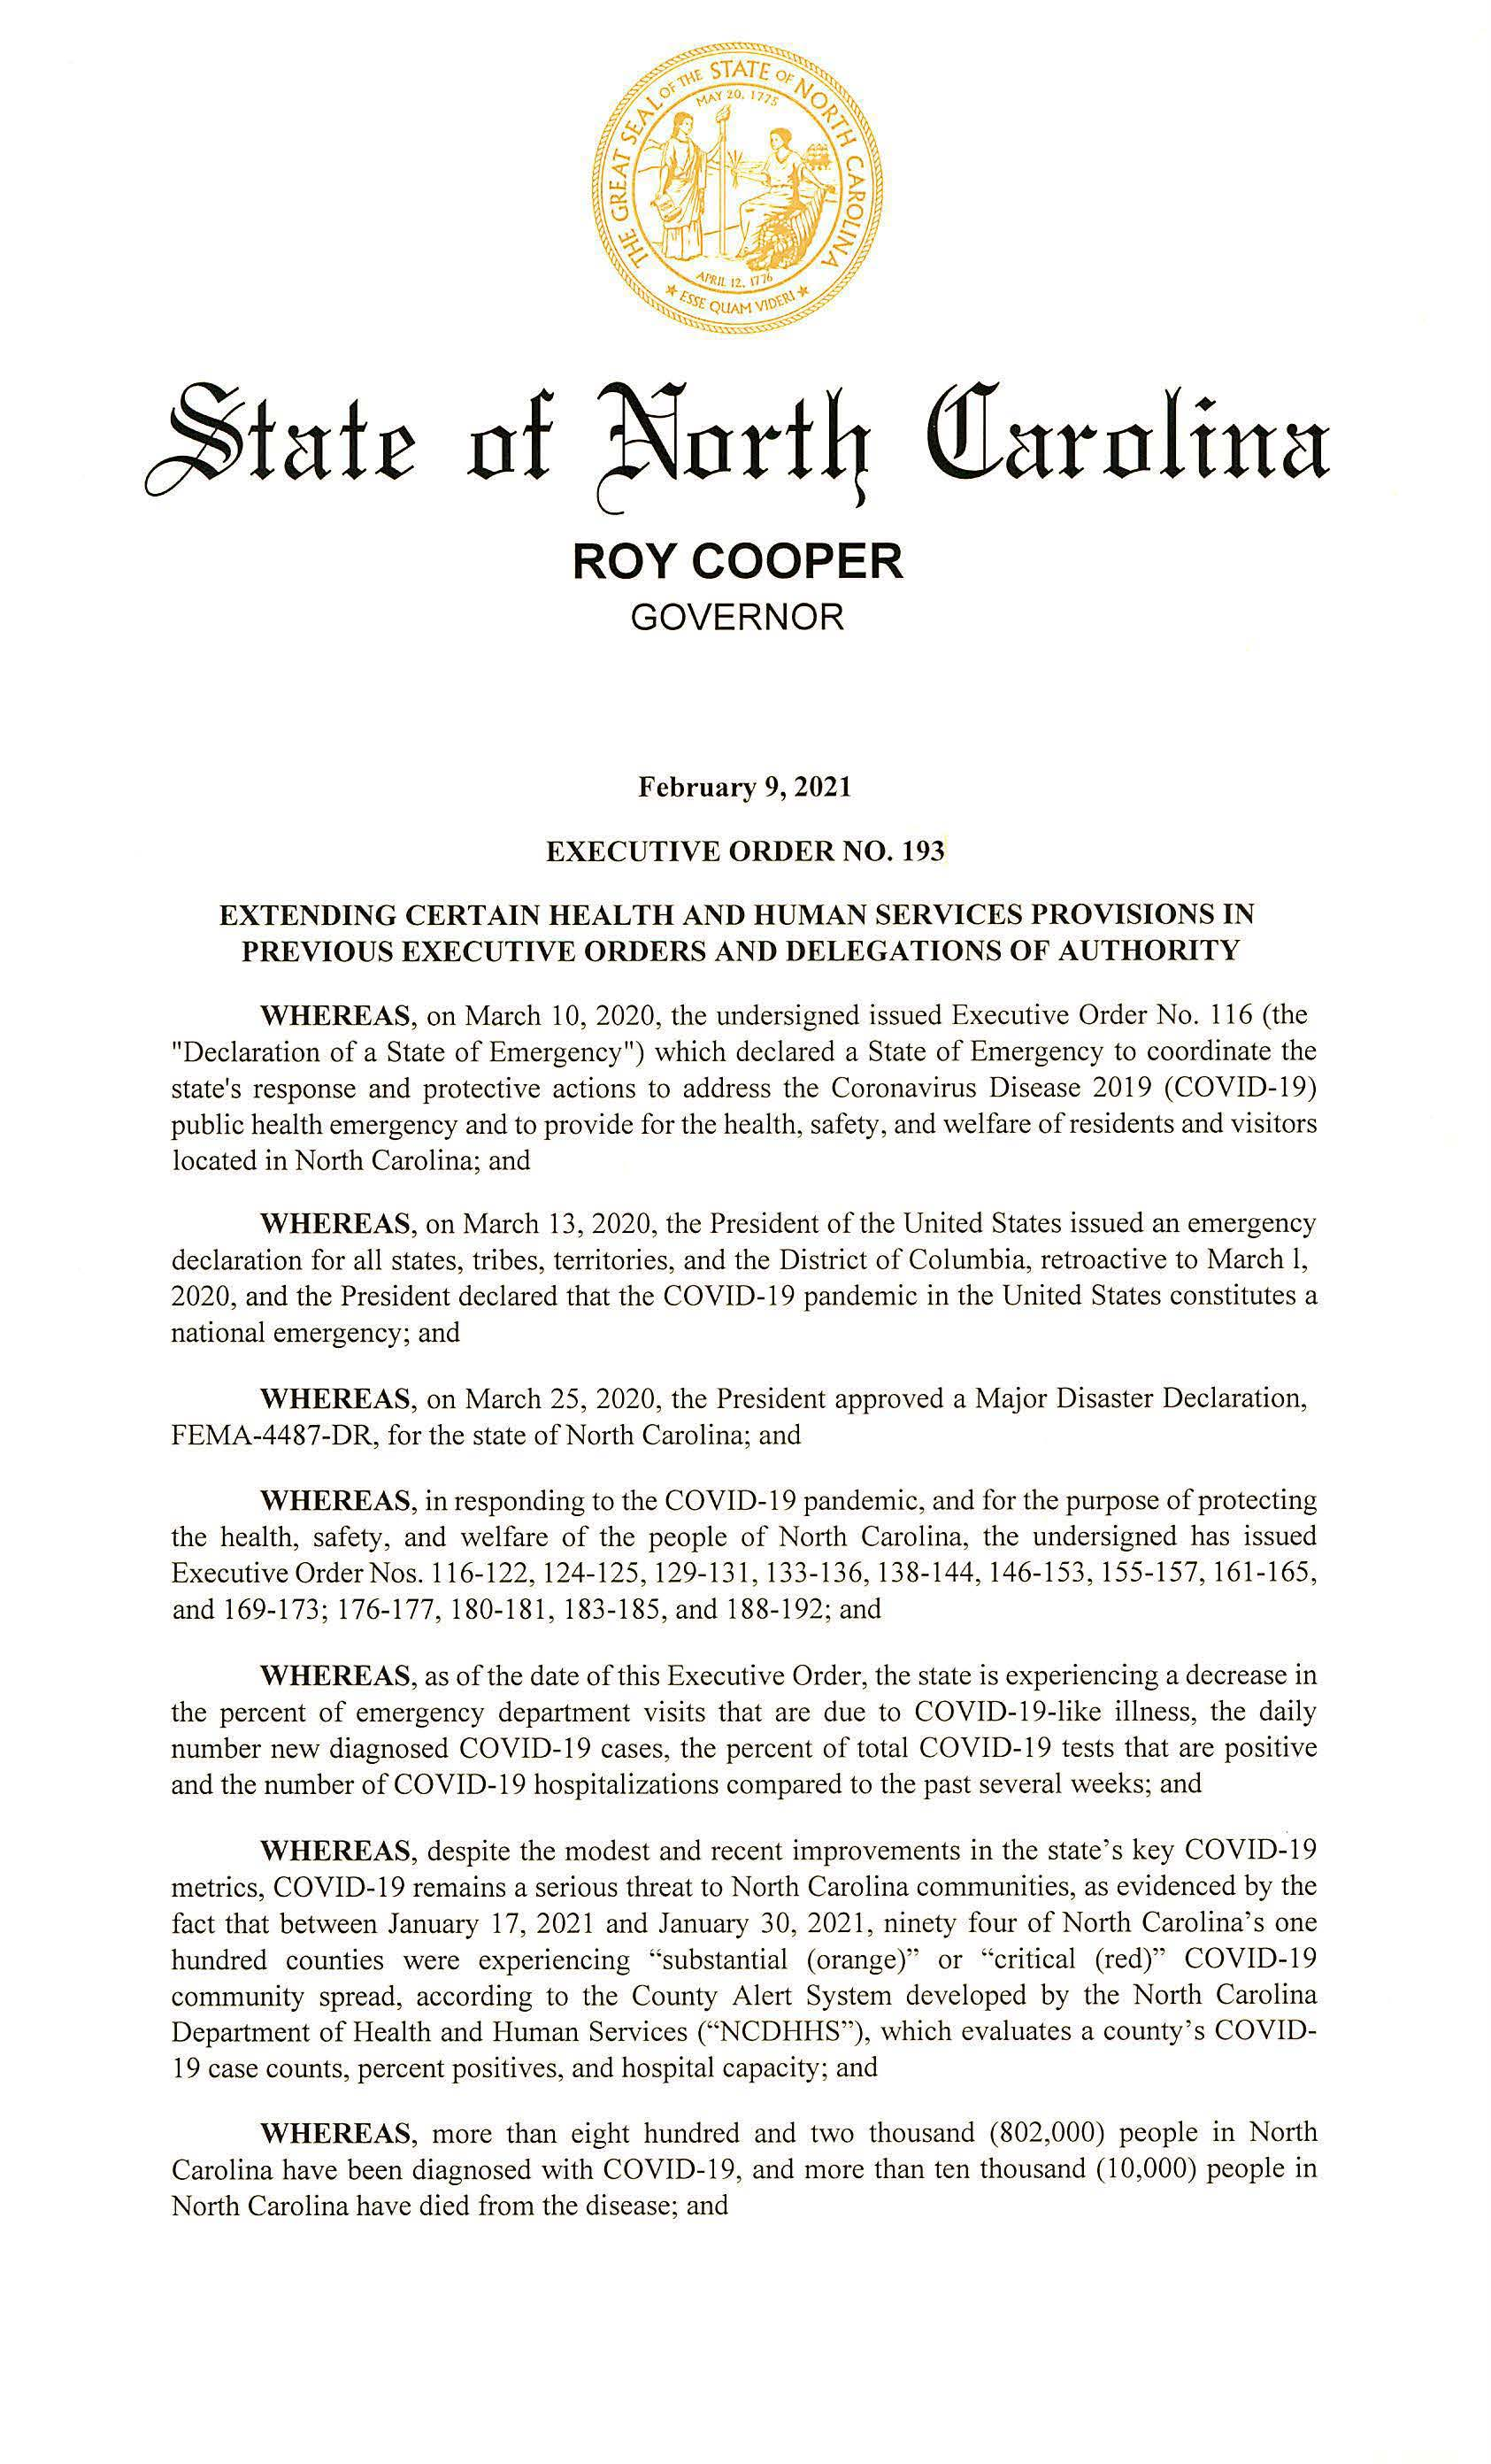 THE GREAT SEAL OF THE STATE OF NORTH CAROLINA
MAY 20, 1775
APRIL 12, 1776
★ ESSE QUAM VIDERI ★
State of North Carolina
ROY COOPER
GOVERNOR
February 9, 2021
EXECUTIVE ORDER NO. 193
EXTENDING CERTAIN HEALTH AND HUMAN SERVICES PROVISIONS IN
PREVIOUS EXECUTIVE ORDERS AND DELEGATIONS OF AUTHORITY
WHEREAS, on March 10, 2020, the undersigned issued Executive Order No. 116 (the
"Declaration of a State of Emergency") which declared a State of Emergency to coordinate the
state's response and protective actions to address the Coronavirus Disease 2019 (COVID-19)
public health emergency and to provide for the health, safety, and welfare of residents and visitors
located in North Carolina; and
WHEREAS, on March 13, 2020, the President of the United States issued an emergency
declaration for all states, tribes, territories, and the District of Columbia, retroactive to March 1,
2020, and the President declared that the COVID-19 pandemic in the United States constitutes a
national emergency; and
WHEREAS, on March 25, 2020, the President approved a Major Disaster Declaration,
FEMA-4487-DR, for the state of North Carolina; and
WHEREAS, in responding to the COVID-19 pandemic, and for the purpose of protecting
the health, safety, and welfare of the people of North Carolina, the undersigned has issued
Executive Order Nos. 116-122, 124-125, 129-131, 133-136, 138-144, 146-153, 155-157, 161-165,
and 169-173; 176-177, 180-181, 183-185, and 188-192; and
WHEREAS, as of the date of this Executive Order, the state is experiencing a decrease in
the percent of emergency department visits that are due to COVID-19-like illness, the daily
number new diagnosed COVID-19 cases, the percent of total COVID-19 tests that are positive
and the number of COVID-19 hospitalizations compared to the past several weeks; and
WHEREAS, despite the modest and recent improvements in the state’s key COVID-19
metrics, COVID-19 remains a serious threat to North Carolina communities, as evidenced by the
fact that between January 17, 2021 and January 30, 2021, ninety four of North Carolina’s one
hundred counties were experiencing “substantial (orange)” or “critical (red)” COVID-19
community spread, according to the County Alert System developed by the North Carolina
Department of Health and Human Services (“NCDHHS”), which evaluates a county’s COVID-
19 case counts, percent positives, and hospital capacity; and
WHEREAS, more than eight hundred and two thousand (802,000) people in North
Carolina have been diagnosed with COVID-19, and more than ten thousand (10,000) people in
North Carolina have died from the disease; and